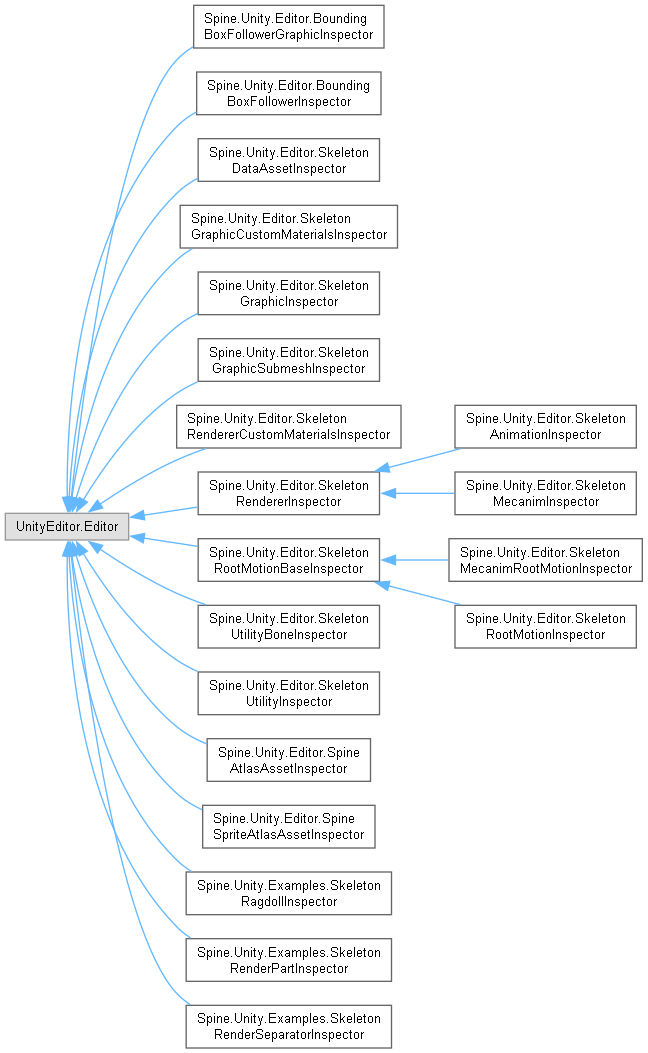 Spine.Unity.Editor.Bounding
BoxFollowerGraphicInspector
Spine.Unity.Editor.Bounding
BoxFollowerInspector
Spine.Unity.Editor.Skeleton
DataAssetInspector
Spine.Unity.Editor.Skeleton
GraphicCustomMaterialsInspector
Spine.Unity.Editor.Skeleton
GraphicInspector
Spine.Unity.Editor.Skeleton
GraphicSubmeshInspector
Spine.Unity.Editor.Skeleton
RendererCustomMaterialsInspector
Spine.Unity.Editor.Skeleton
AnimationInspector
Spine.Unity.Editor.Skeleton
RendererInspector
Spine.Unity.Editor.Skeleton
MecanimInspector
UnityEditor.Editor
Spine.Unity.Editor.Skeleton
RootMotionBaseInspector
Spine.Unity.Editor.Skeleton
MecanimRootMotionInspector
Spine.Unity.Editor.Skeleton
UtilityBoneInspector
Spine.Unity.Editor.Skeleton
RootMotionInspector
Spine.Unity.Editor.Skeleton
UtilityInspector
Spine.Unity.Editor.Spine
AtlasAssetInspector
Spine.Unity.Editor.Spine
SpriteAtlasAssetInspector
Spine.Unity.Examples.Skeleton
RagdollInspector
Spine.Unity.Examples.Skeleton
RenderPartInspector
Spine.Unity.Examples.Skeleton
RenderSeparatorInspector